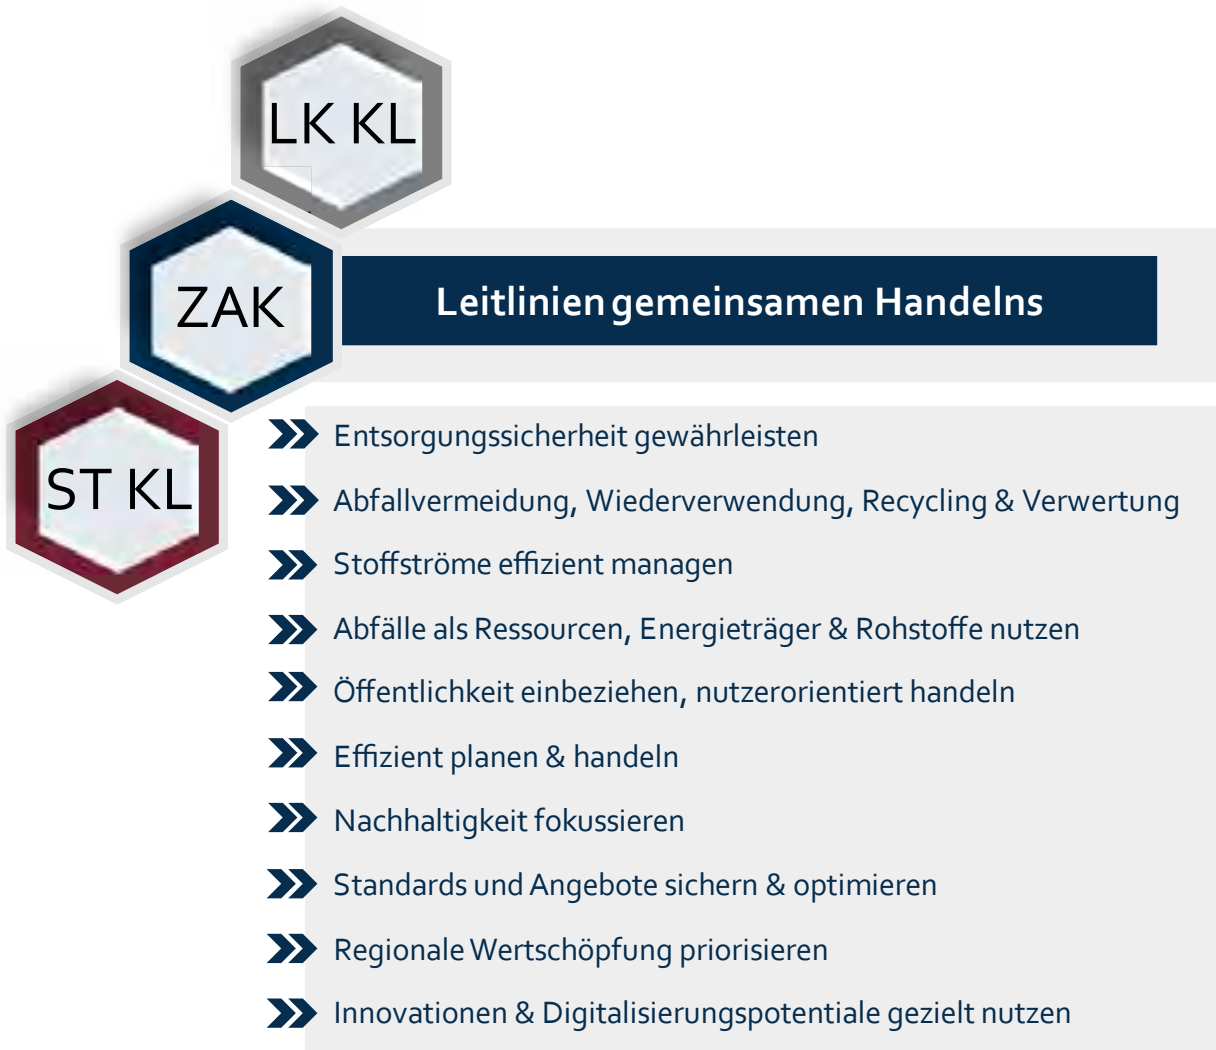 LK KL
ZAK
Leitlinien gemeinsamen Handelns
ST KL
Entsorgungssicherheit gewährleisten
Abfallvermeidung, Wiederverwendung, Recycling & Verwertung
Stoffströme effizient managen
Abfälle als Ressourcen, Energieträger & Rohstoffe nutzen
Öffentlichkeit einbeziehen, nutzerorientiert handeln
Effizient planen & handeln
Nachhaltigkeit fokussieren
Standards und Angebote sichern & optimieren
Regionale Wertschöpfung priorisieren
Innovationen & Digitalisierungspotentiale gezielt nutzen